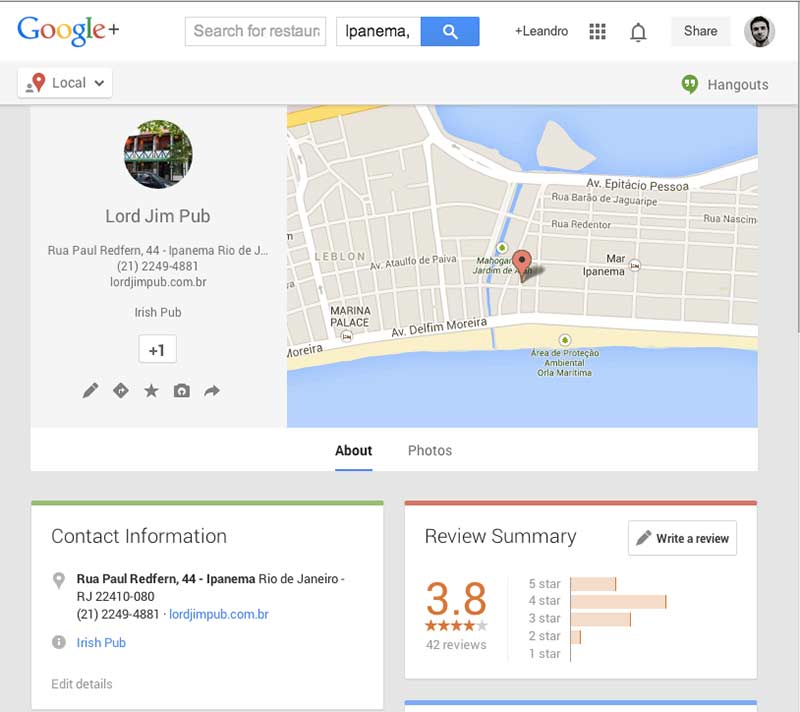 Google+
Search for restaura
Ipanema,
+Leandro
Share
Local
Hangouts
Lord Jim Pub
Rua Paul Redfern, 44 - Ipanema Rio de J...
(21) 2249-4881
lordjimpub.com.br
Irish Pub
+1
Av. Epitácio Pessoa
Rua Barão de Jaguaripe
Rua Redentor
Rua Nascim
LEBLON
Av. Ataulfo de Paiva
Jardim de
Mar
Ipanema
MARINA
PALACE
Av. Delfim Moreira
Moreira
Área de Proteção
Ambiental
Orla Marítima
About
Photos
Contact Information
Rua Paul Redfern, 44 - Ipanema Rio de Janeiro -
RJ 22410-080
(21) 2249-4881 · lordjimpub.com.br
Irish Pub
Edit details
Review Summary
Write a review
3.8
42 reviews
5 star
4 star
3 star
2 star
1 star